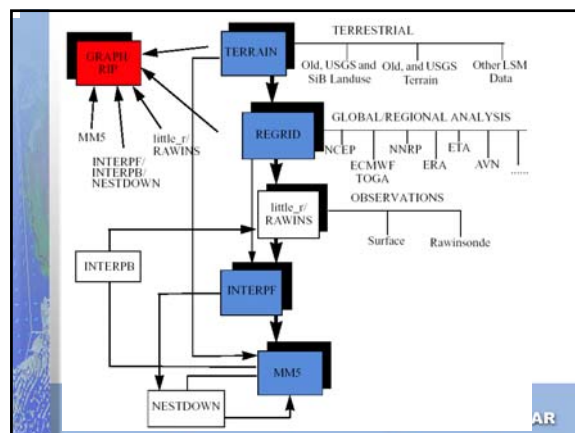 TERRESTRIAL
GRAPH/
RIP
TERRAIN
Old, USGS and
SiB Landuse
Old, and USGS
Terrain
Other LSM
Data
MM5
little_r/
RAWINS
INTERPF/
INTERPB/
NESTDOWN
REGRID
GLOBAL/REGIONAL ANALYSIS
NCEP
ECMWF
TOGA
NNRP
ERA
ETA
AVN
......
little_r/
RAWINS
OBSERVATIONS
Surface
Rawinsonde
INTERPB
INTERPF
MM5
NESTDOWN
AR